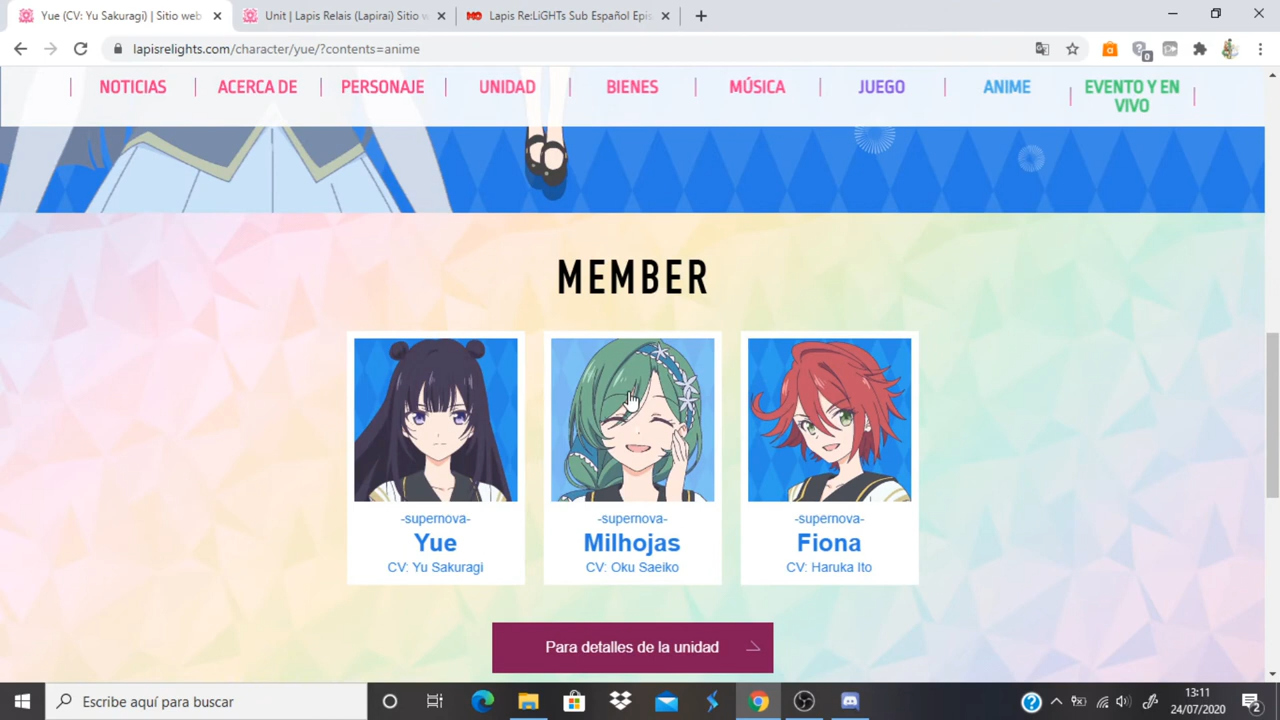 Yue (CV: Yu Sakuragi) | Sitio web
Unit | Lapis Relais (Lapirai) Sitio w
Lapis Re:LiGHTs Sub Español Epi
lapisrelights.com/character/yue/?contents=anime
NOTICIAS
ACERCA DE
PERSONAJE
UNIDAD
BIENES
MÚSICA
JUEGO
ANIME
EVENTO Y EN
VIVO
MEMBER
-supernova-
Yue
CV: Yu Sakuragi
-supernova-
Milhojas
CV: Oku Saeiko
-supernova-
Fiona
CV: Haruka Ito
Para detalles de la unidad
Escribe aquí para buscar
13:11
24/07/2020